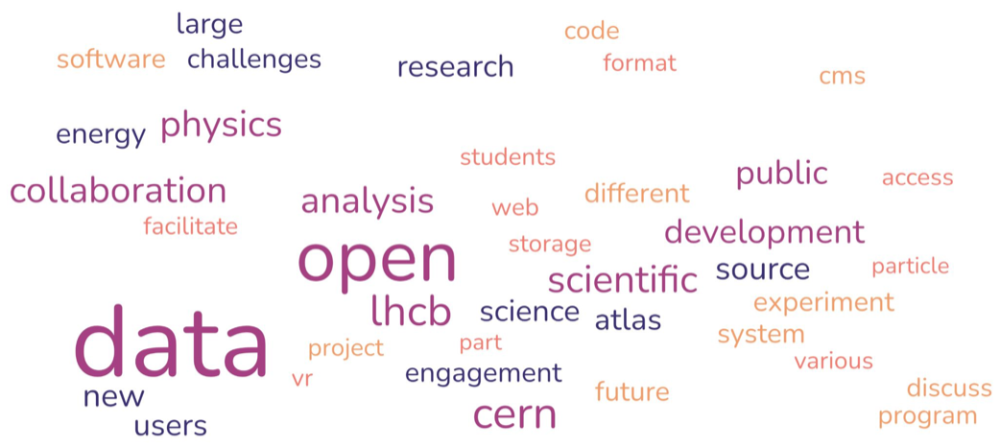 large
code
software challenges
research
format
cms
energy physics
students
public
access
collaboration
analysis
different
web
facilitate
development
storage
open
scientific
source
particle
lhcb
science
atlas
experiment
data
project
part
system
various
vr
engagement
new
future
discuss
users
cern
program